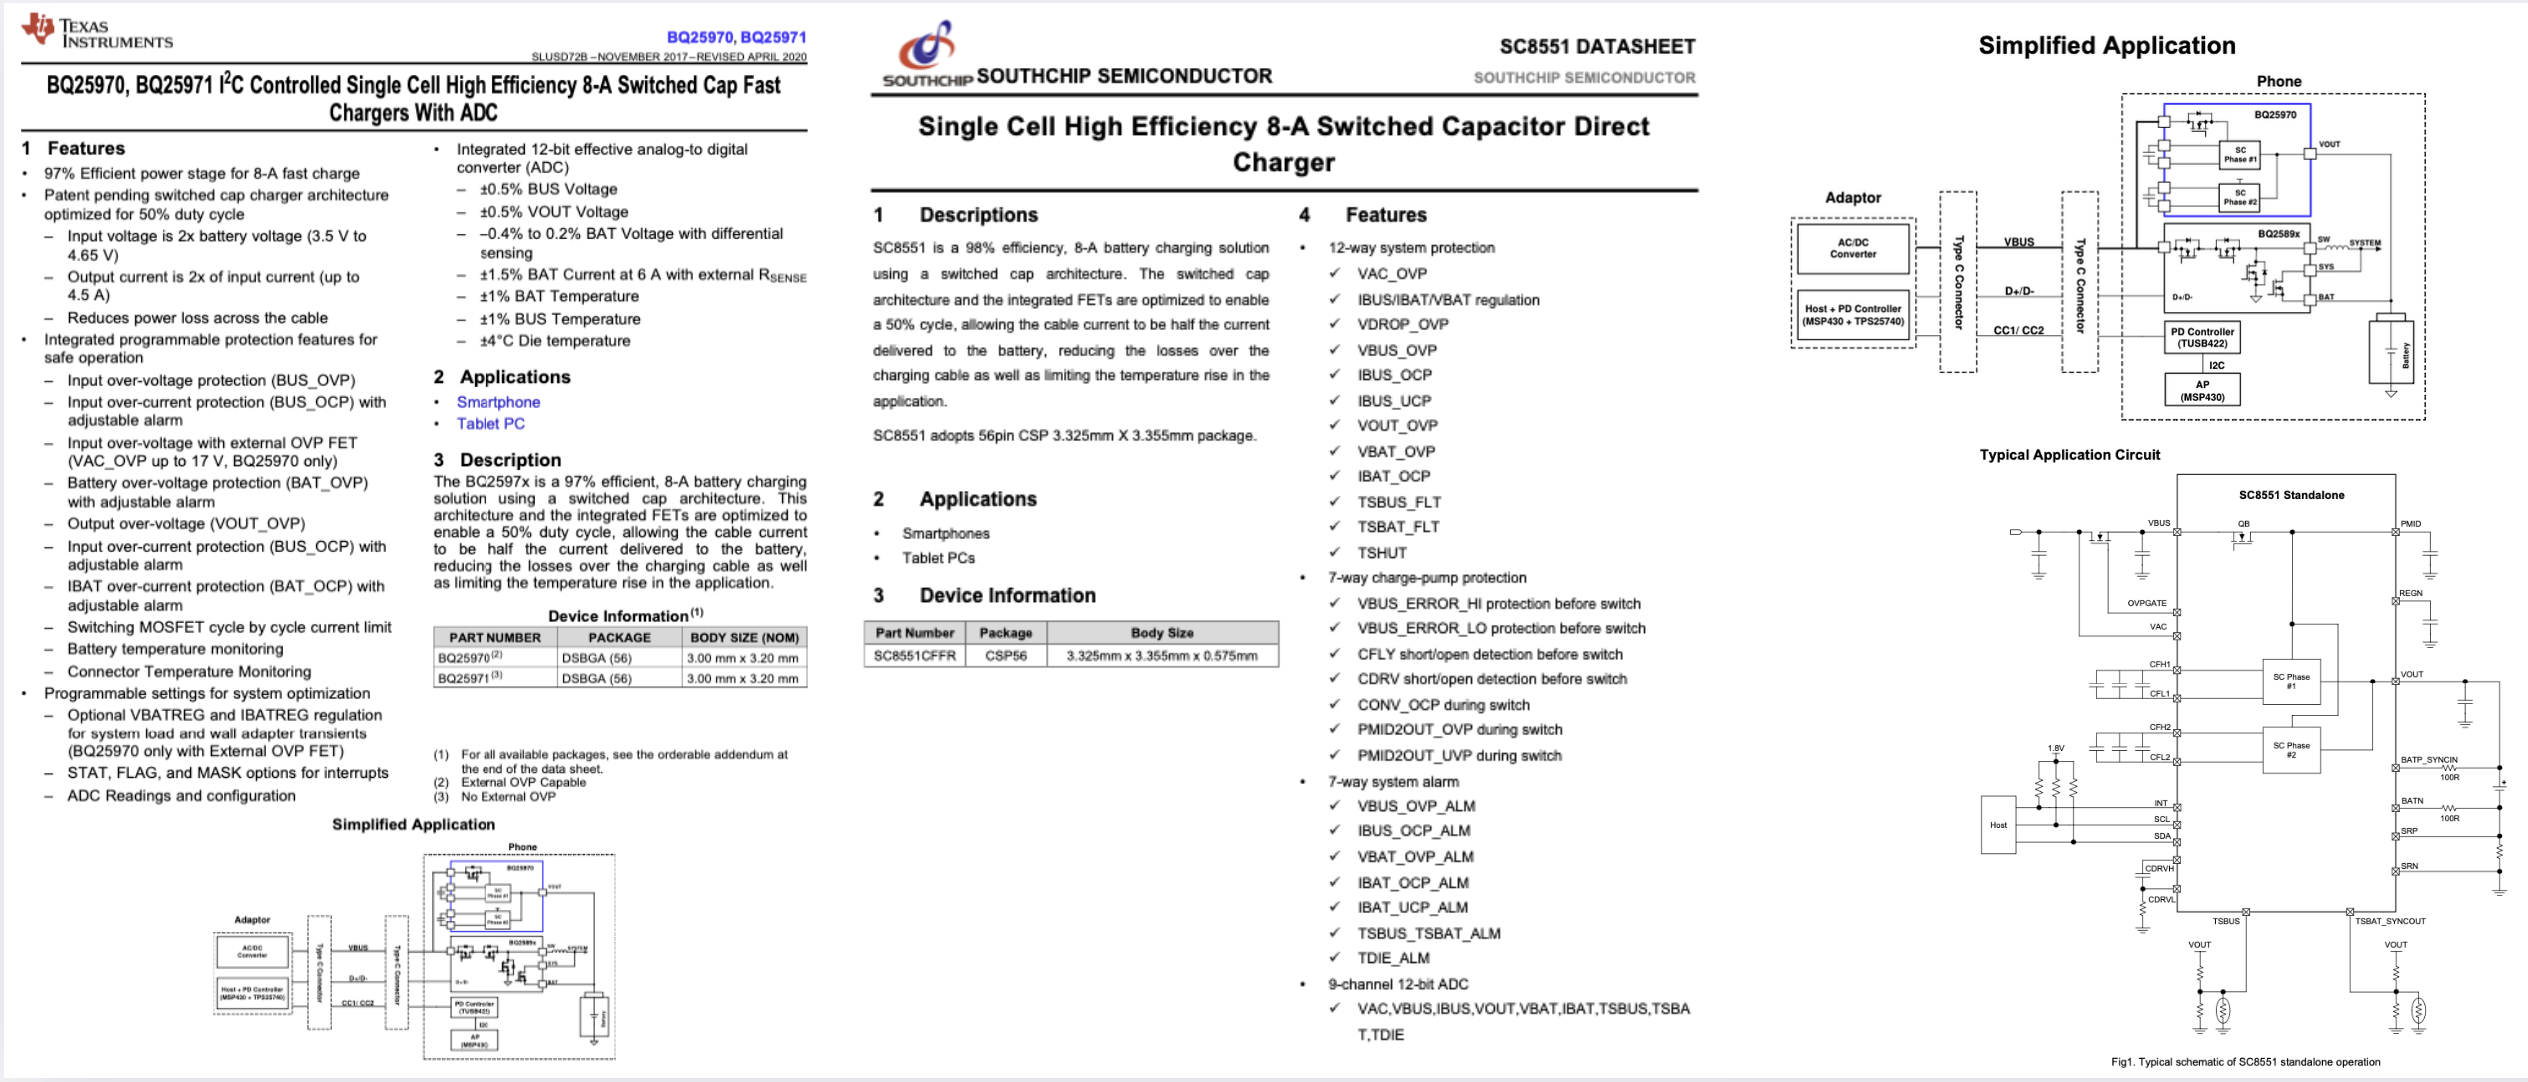 TEXAS
INSTRUMENTS
BQ25970, BQ25971
SLUSD72B –NOVEMBER 2017–REVISED APRIL 2020
BQ25970, BQ25971 I2C Controlled Single Cell High Efficiency 8-A Switched Cap Fast
Chargers With ADC
1 Features
• 97% Efficient power stage for 8-A fast charge
• Patent pending switched cap charger architecture
optimized for 50% duty cycle
– Input voltage is 2x battery voltage (3.5 V to
4.65 V)
– Output current is 2x of input current (up to
4.5 A)
– Reduces power loss across the cable
• Integrated programmable protection features for
safe operation
– Input over-voltage protection (BUS_OVP)
– Input over-current protection (BUS_OCP) with
adjustable alarm
– Input over-voltage with external OVP FET
(VAC_OVP up to 17 V, BQ25970 only)
– Battery over-voltage protection (BAT_OVP)
with adjustable alarm
– Output over-voltage (VOUT_OVP)
– Input over-current protection (BUS_OCP) with
adjustable alarm
– IBAT over-current protection (BAT_OCP) with
adjustable alarm
– Switching MOSFET cycle by cycle current limit
– Battery temperature monitoring
– Connector Temperature Monitoring
• Programmable settings for system optimization
– Optional VBATREG and IBATREG regulation
for system load and wall adapter transients
(BQ25970 only with External OVP FET)
– STAT, FLAG, and MASK options for interrupts
– ADC Readings and configuration
• Integrated 12-bit effective analog-to digital
converter (ADC)
– ±0.5% BUS Voltage
– ±0.5% VOUT Voltage
– –0.4% to 0.2% BAT Voltage with differential
sensing
– ±1.5% BAT Current at 6 A with external RSENSE
– ±1% BAT Temperature
– ±1% BUS Temperature
– ±4°C Die temperature
2 Applications
• Smartphone
• Tablet PC
3 Description
The BQ2597x is a 97% efficient, 8-A battery charging
solution using a switched cap architecture. This
architecture and the integrated FETs are optimized to
enable a 50% duty cycle, allowing the cable current
to be half the current delivered to the battery,
reducing the losses over the charging cable as well
as limiting the temperature rise in the application.
Device Information(1)
PART NUMBER PACKAGE BODY SIZE (NOM)
BQ25970(2) DSBGA (56) 3.00 mm x 3.20 mm
BQ25971(3) DSBGA (56) 3.00 mm x 3.20 mm
(1) For all available packages, see the orderable addendum at
the end of the data sheet.
(2) External OVP Capable
(3) No External OVP
Simplified Application
Phone
BQ25970
VOUT
SC
Phase #1
SC
Phase #2
Adaptor
AC/DC
Converter
Host + PD Controller
(MSP430 + TPS25740)
Type C Connector
VBUS
D+/D-
CC1/ CC2
Type C Connector
BQ2589x
SW
SYSTEM
SYS
BAT
D+/D-
PD Controller
(TUSB422)
I2C
AP
(MSP430)
Battery
SOUTHCHIP
SOUTHCHIP SEMICONDUCTOR
SC8551 DATASHEET
SOUTHCHIP SEMICONDUCTOR
Single Cell High Efficiency 8-A Switched Capacitor Direct
Charger
1 Descriptions
SC8551 is a 98% efficiency, 8-A battery charging solution
using a switched cap architecture. The switched cap
architecture and the integrated FETs are optimized to enable
a 50% cycle, allowing the cable current to be half the current
delivered to the battery, reducing the losses over the
charging cable as well as limiting the temperature rise in the
application.
SC8551 adopts 56pin CSP 3.325mm X 3.355mm package.
2 Applications
• Smartphones
• Tablet PCs
3 Device Information
Part Number Package Body Size
SC8551CFFR CSP56 3.325mm x 3.355mm x 0.575mm
4 Features
• 12-way system protection
✓ VAC_OVP
✓ IBUS/IBAT/VBAT regulation
✓ VDROP_OVP
✓ VBUS_OVP
✓ IBUS_OCP
✓ IBUS_UCP
✓ VOUT_OVP
✓ VBAT_OVP
✓ IBAT_OCP
✓ TSBUS_FLT
✓ TSBAT_FLT
✓ TSHUT
• 7-way charge-pump protection
✓ VBUS_ERROR_HI protection before switch
✓ VBUS_ERROR_LO protection before switch
✓ CFLY short/open detection before switch
✓ CDRV short/open detection before switch
✓ CONV_OCP during switch
✓ PMID2OUT_OVP during switch
✓ PMID2OUT_UVP during switch
• 7-way system alarm
✓ VBUS_OVP_ALM
✓ IBUS_OCP_ALM
✓ VBAT_OVP_ALM
✓ IBAT_OCP_ALM
✓ IBAT_UCP_ALM
✓ TSBUS_TSBAT_ALM
✓ TDIE_ALM
• 9-channel 12-bit ADC
✓ VAC,VBUS,IBUS,VOUT,VBAT,IBAT,TSBUS,TSBA
T,TDIE
Simplified Application
Phone
BQ25970
VOUT
SC
Phase #1
SC
Phase #2
Adaptor
AC/DC
Converter
Host + PD Controller
(MSP430 + TPS25740)
Type C Connector
VBUS
D+/D-
CC1/ CC2
Type C Connector
BQ2589x
SW
SYSTEM
SYS
BAT
D+/D-
PD Controller
(TUSB422)
I2C
AP
(MSP430)
Battery
Typical Application Circuit
SC8551 Standalone
VBUS
QB
PMID
REGN
OVPGATE
VAC
CFH1
CFL1
SC Phase
#1
VOUT
CFH2
CFL2
SC Phase
#2
1.8V
BATP_SYNCIN
100R
+
Host
INT
SCL
SDA
BATN
100R
SRP
SRN
CDRVH
CDRVL
TSBUS
TSBAT_SYNCOUT
VOUT
VOUT
Fig1. Typical schematic of SC8551 standalone operation